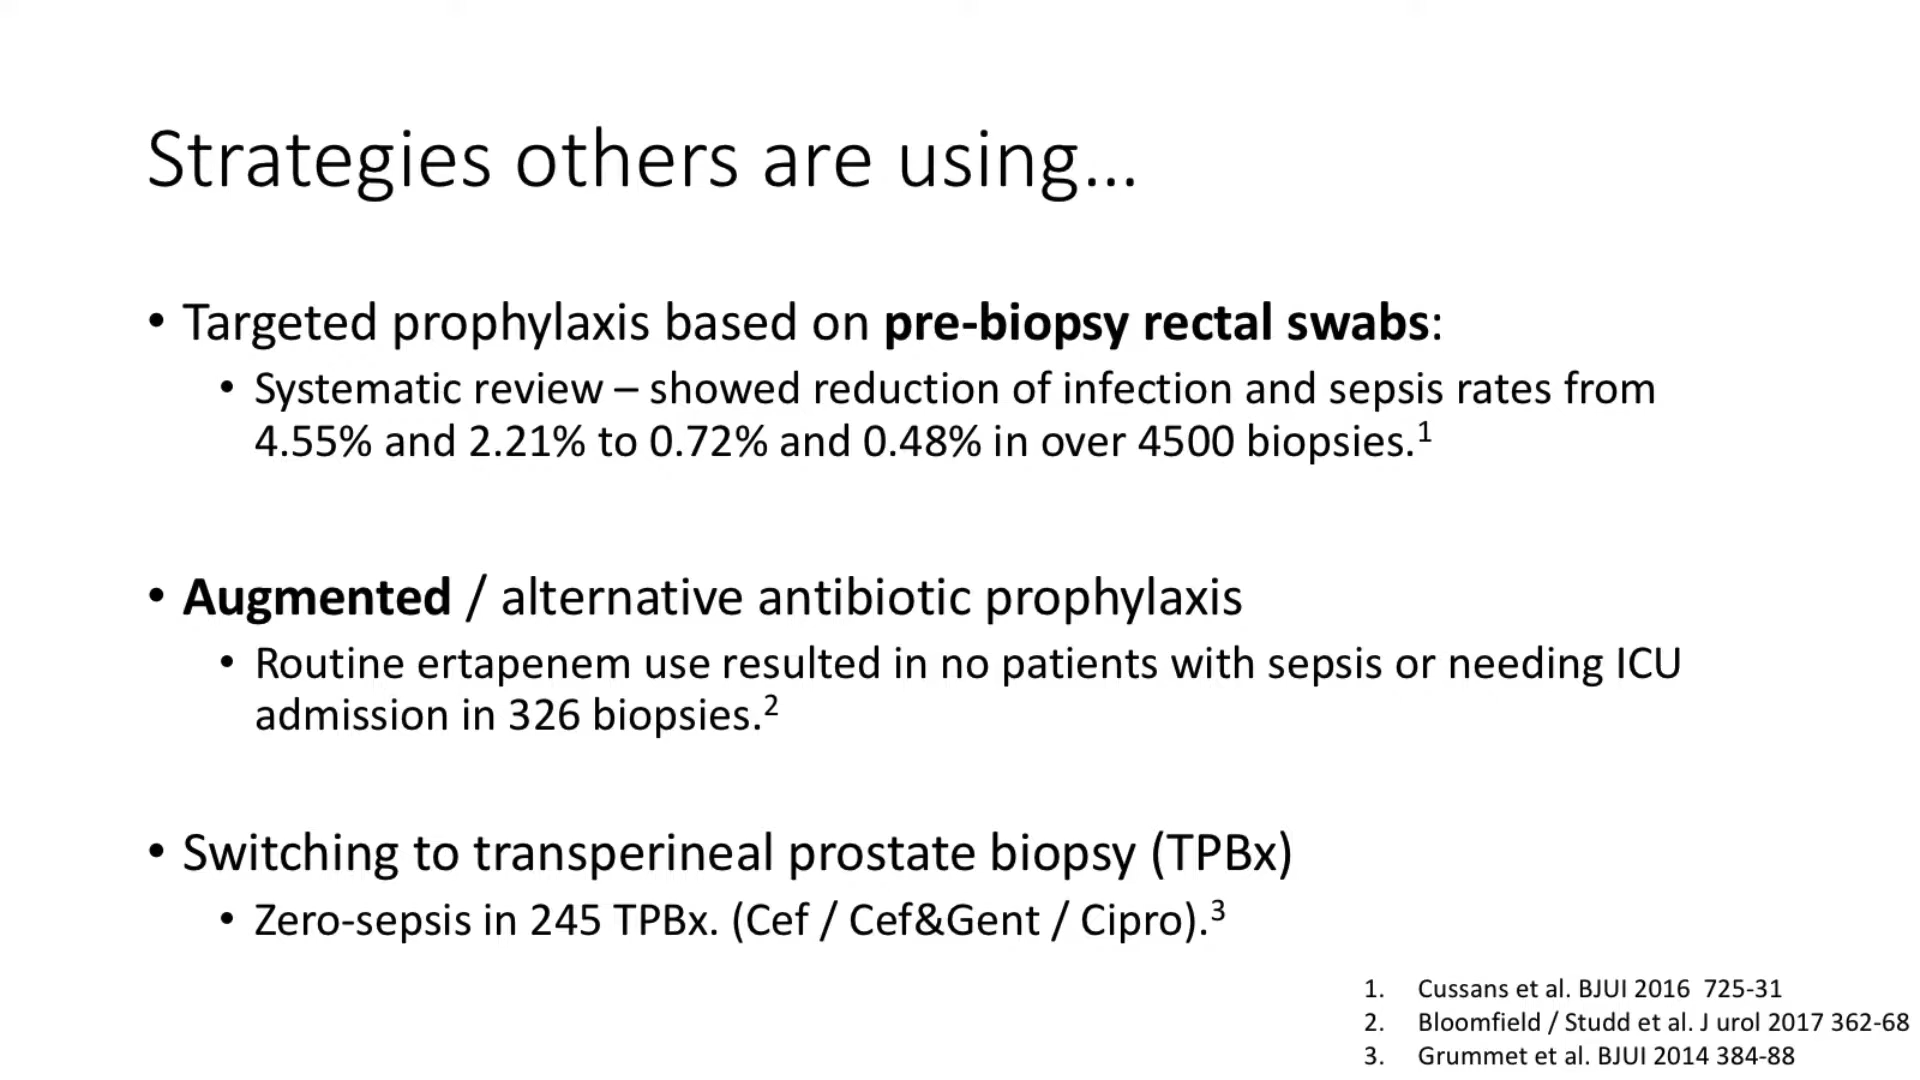 Strategies others are using...
• Targeted prophylaxis based on pre-biopsy rectal swabs:
• Systematic review – showed reduction of infection and sepsis rates from
4.55% and 2.21% to 0.72% and 0.48% in over 4500 biopsies.1
• Augmented / alternative antibiotic prophylaxis
• Routine ertapenem use resulted in no patients with sepsis or needing ICU
admission in 326 biopsies.2
• Switching to transperineal prostate biopsy (TPBx)
• Zero-sepsis in 245 TPBx. (Cef / Cef&Gent / Cipro).3
1. Cussans et al. BJUI 2016 725-31
2. Bloomfield / Studd et al. J urol 2017 362-68
3. Grummet et al. BJUI 2014 384-88